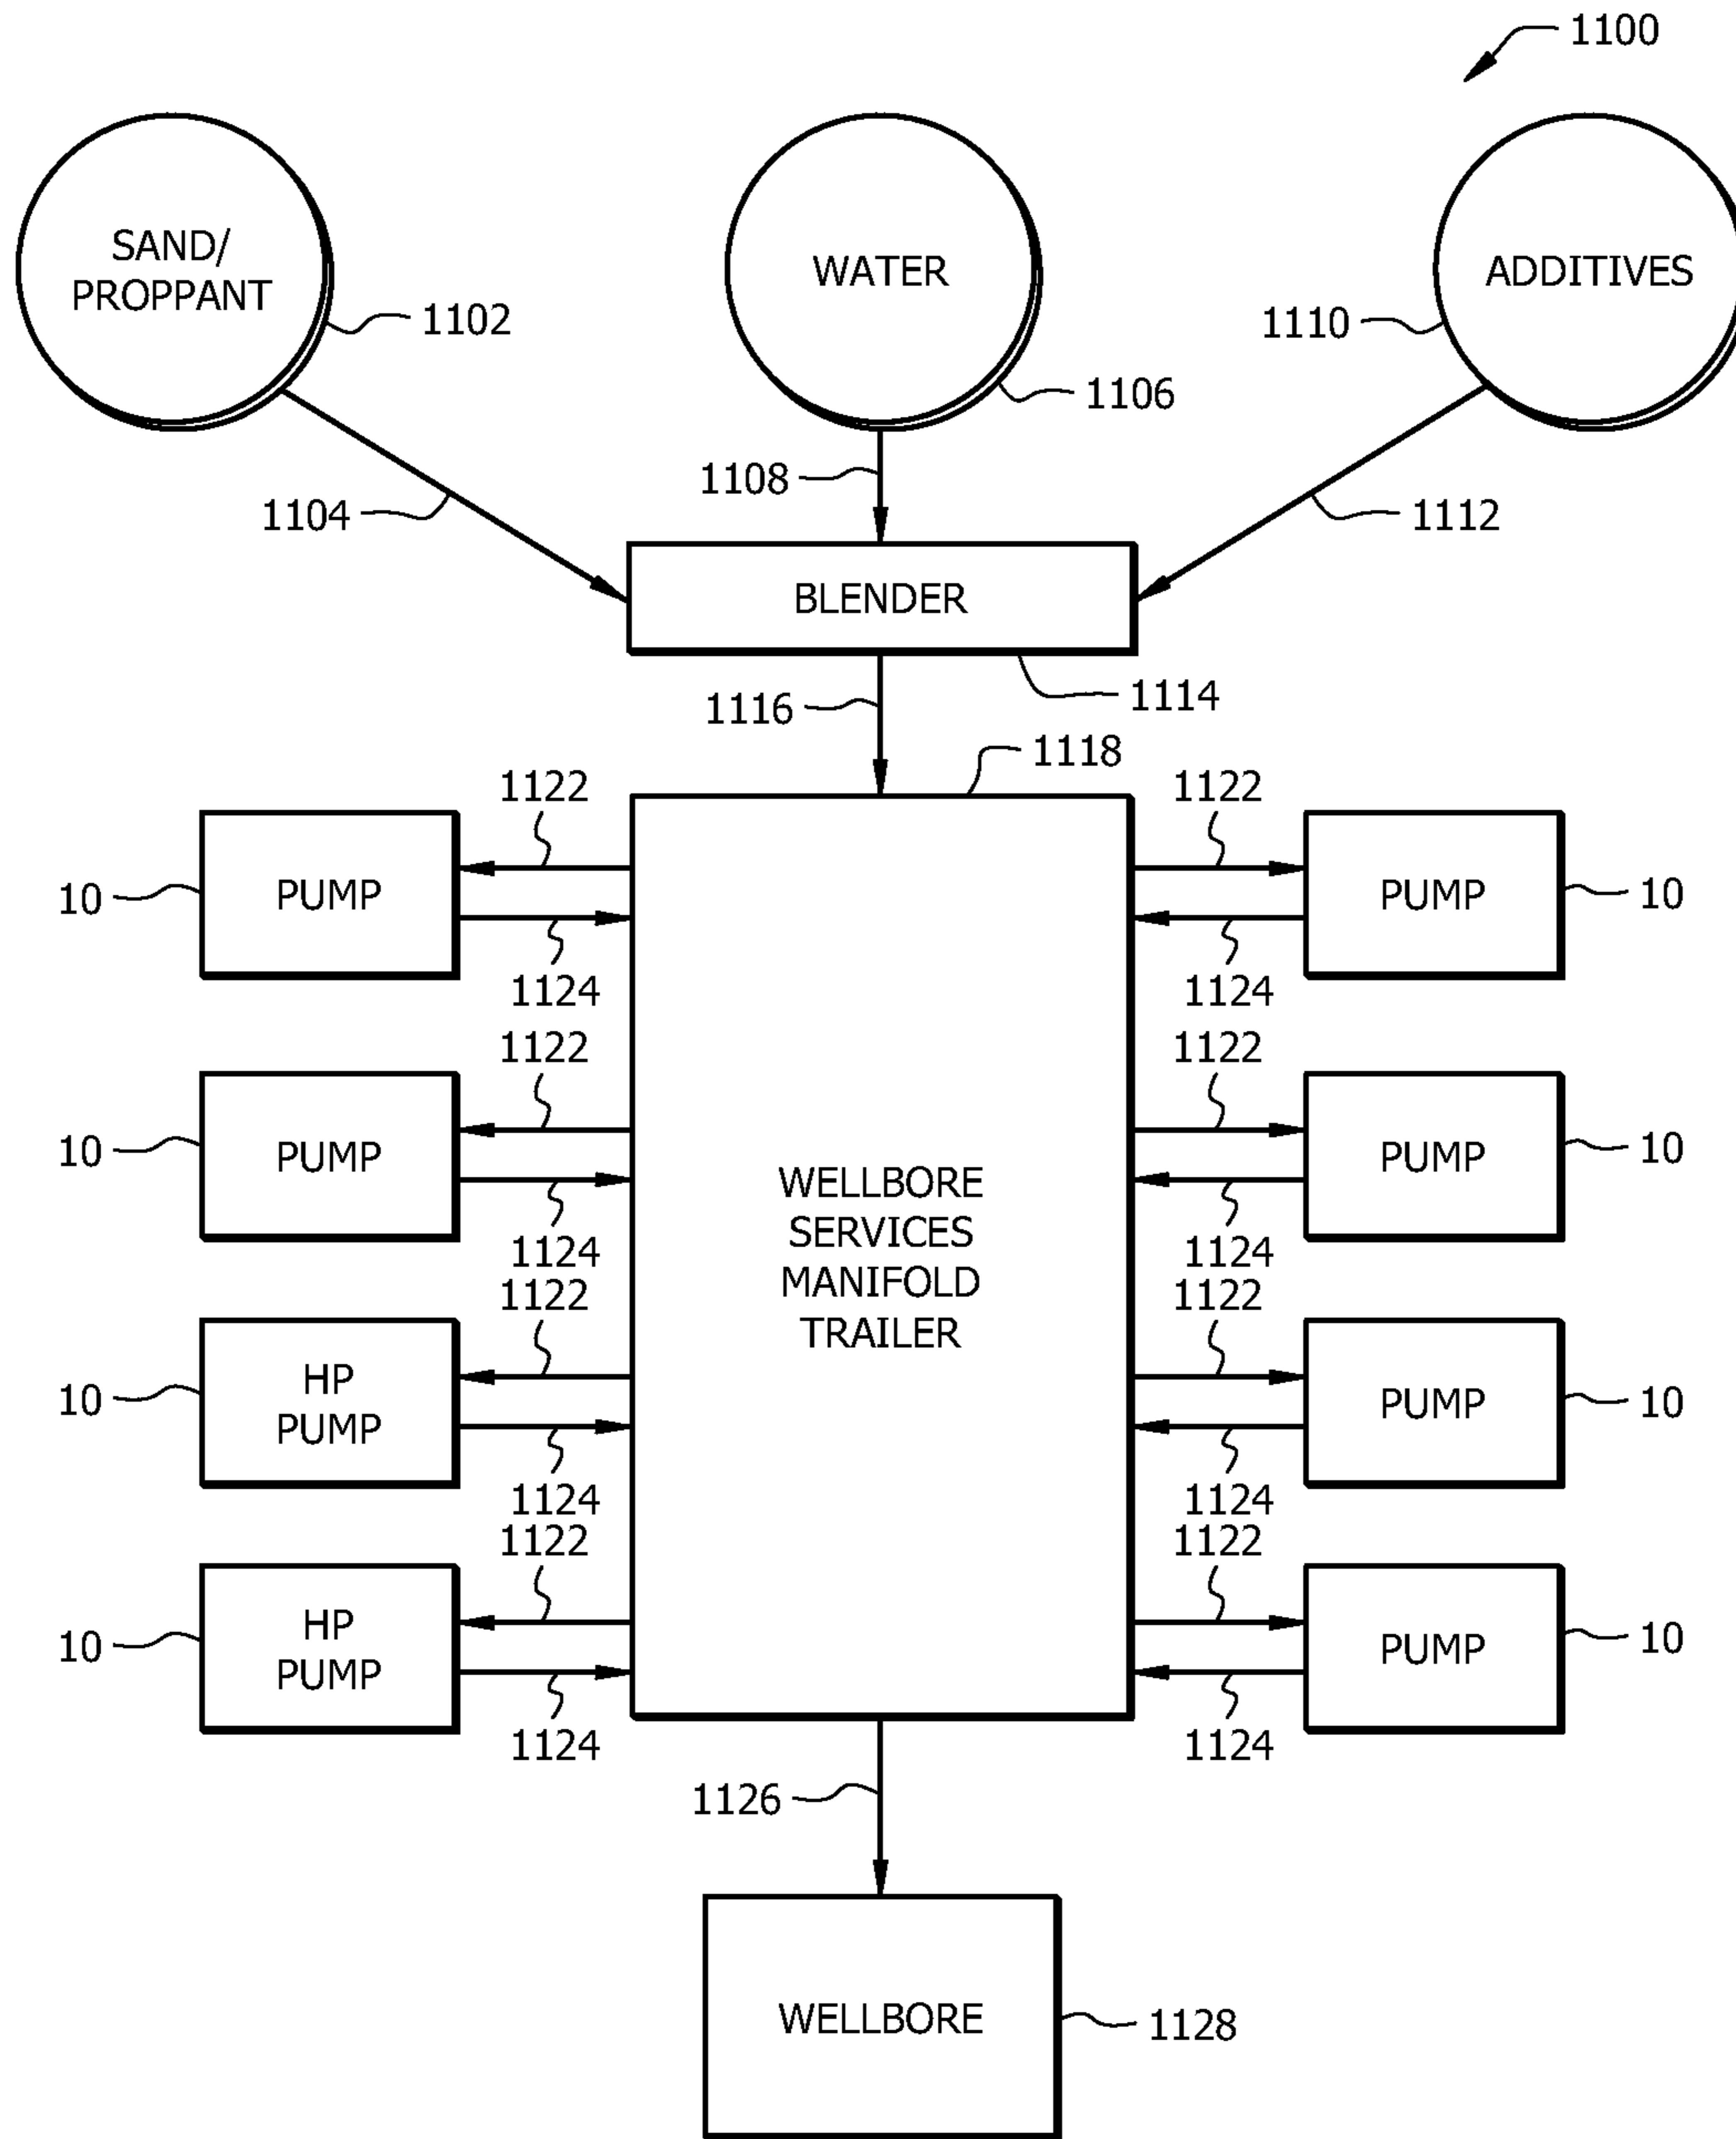 1100
SAND/
PROPPANT
WATER
ADDITIVES
1102
1110
1106
1108
1104
1112
BLENDER
1114
1116
1118
1122
1122
10
PUMP
PUMP
10
1124
1124
1122
1122
10
PUMP
PUMP
10
WELLBORE
SERVICES
MANIFOLD
TRAILER
1124
1124
1122
1122
10
HP
PUMP
PUMP
10
1124
1124
1122
1122
10
HP
PUMP
PUMP
10
1124
1124
1126
WELLBORE
1128